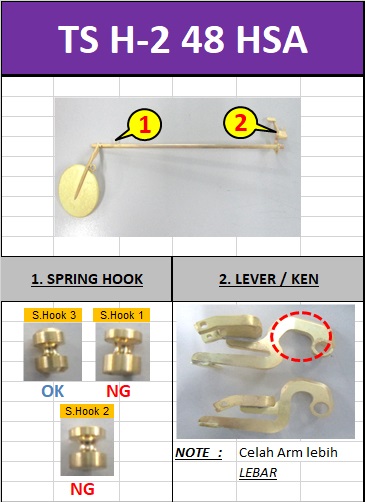 TS H-2 48 HSA
1
2
1. SPRING HOOK
2. LEVER / KEN
S.Hook 3
S.Hook 1
OK
NG
S.Hook 2
NG
NOTE :
Celah Arm lebih
LEBAR